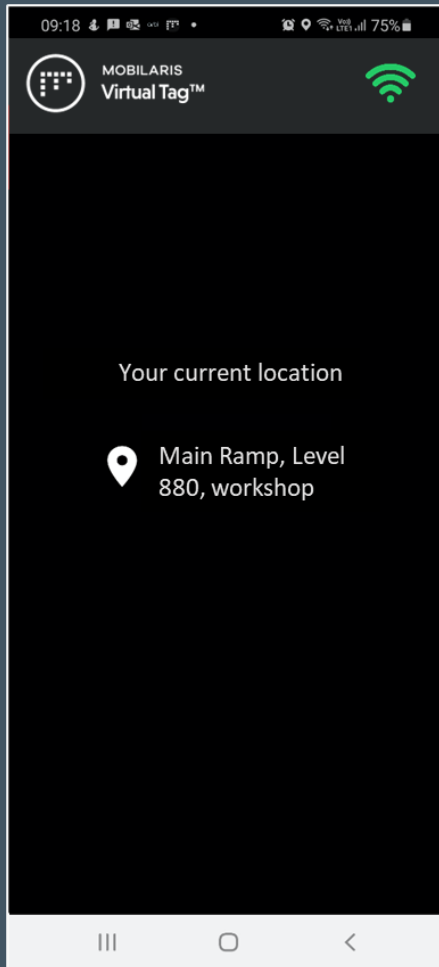 09:18 75%
MOBILARIS
Virtual Tag™
Your current location
Main Ramp, Level
880, workshop